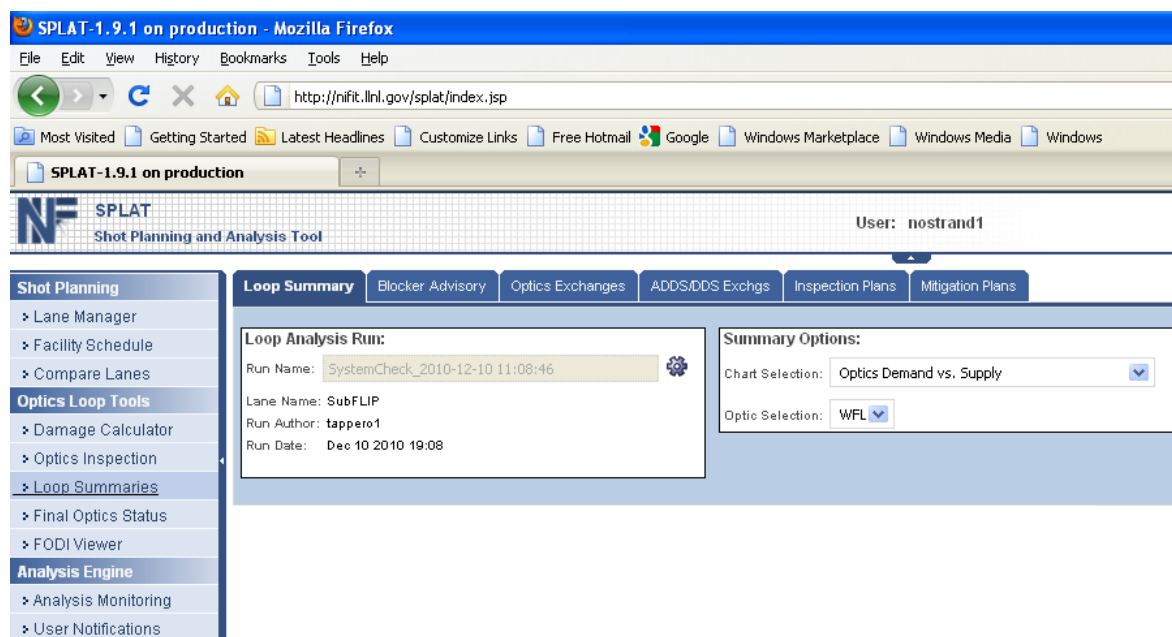 SPLAT-1.9.1 on production - Mozilla Firefox
File Edit View History Bookmarks Tools Help
http://nifit.llnl.gov/splat/index.jsp
Most Visited Getting Started Latest Headlines Customize Links Free Hotmail Google Windows Marketplace Windows Media Windows
SPLAT-1.9.1 on production
NF SPLAT
Shot Planning and Analysis Tool
User: nostrand1
Shot Planning
Lane Manager
Facility Schedule
Compare Lanes
Optics Loop Tools
Damage Calculator
Optics Inspection
Loop Summaries
Final Optics Status
FODI Viewer
Analysis Engine
Analysis Monitoring
User Notifications
Loop Summary Blocker Advisory Optics Exchanges ADDS/DDS Exchgs Inspection Plans Mitigation Plans
Loop Analysis Run:
Run Name: SystemCheck_2010-12-10 11:08:46
Lane Name: SubFLIP
Run Author: tappero1
Run Date: Dec 10 2010 19:08
Summary Options:
Chart Selection: Optics Demand vs. Supply
Optic Selection: WFL